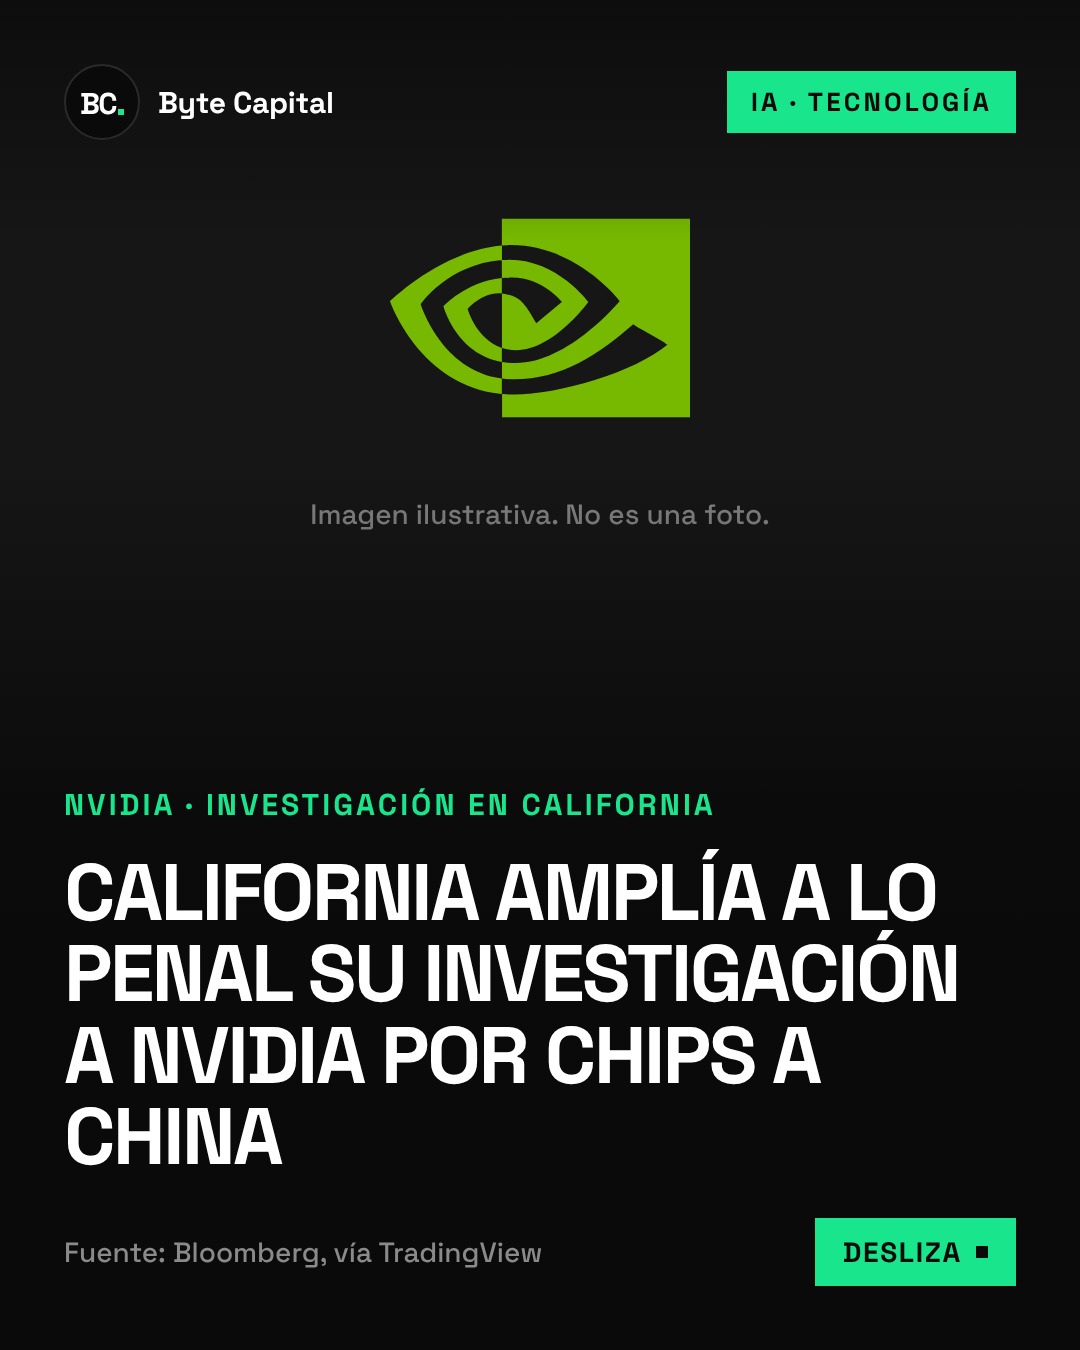 BC. Byte Capital
IA · TECNOLOGÍA
Imagen ilustrativa. No es una foto.
NVIDIA · INVESTIGACIÓN EN CALIFORNIA
CALIFORNIA AMPLÍA A LO
PENAL SU INVESTIGACIÓN
A NVIDIA POR CHIPS A
CHINA
Fuente: Bloomberg, vía TradingView
DESLIZA